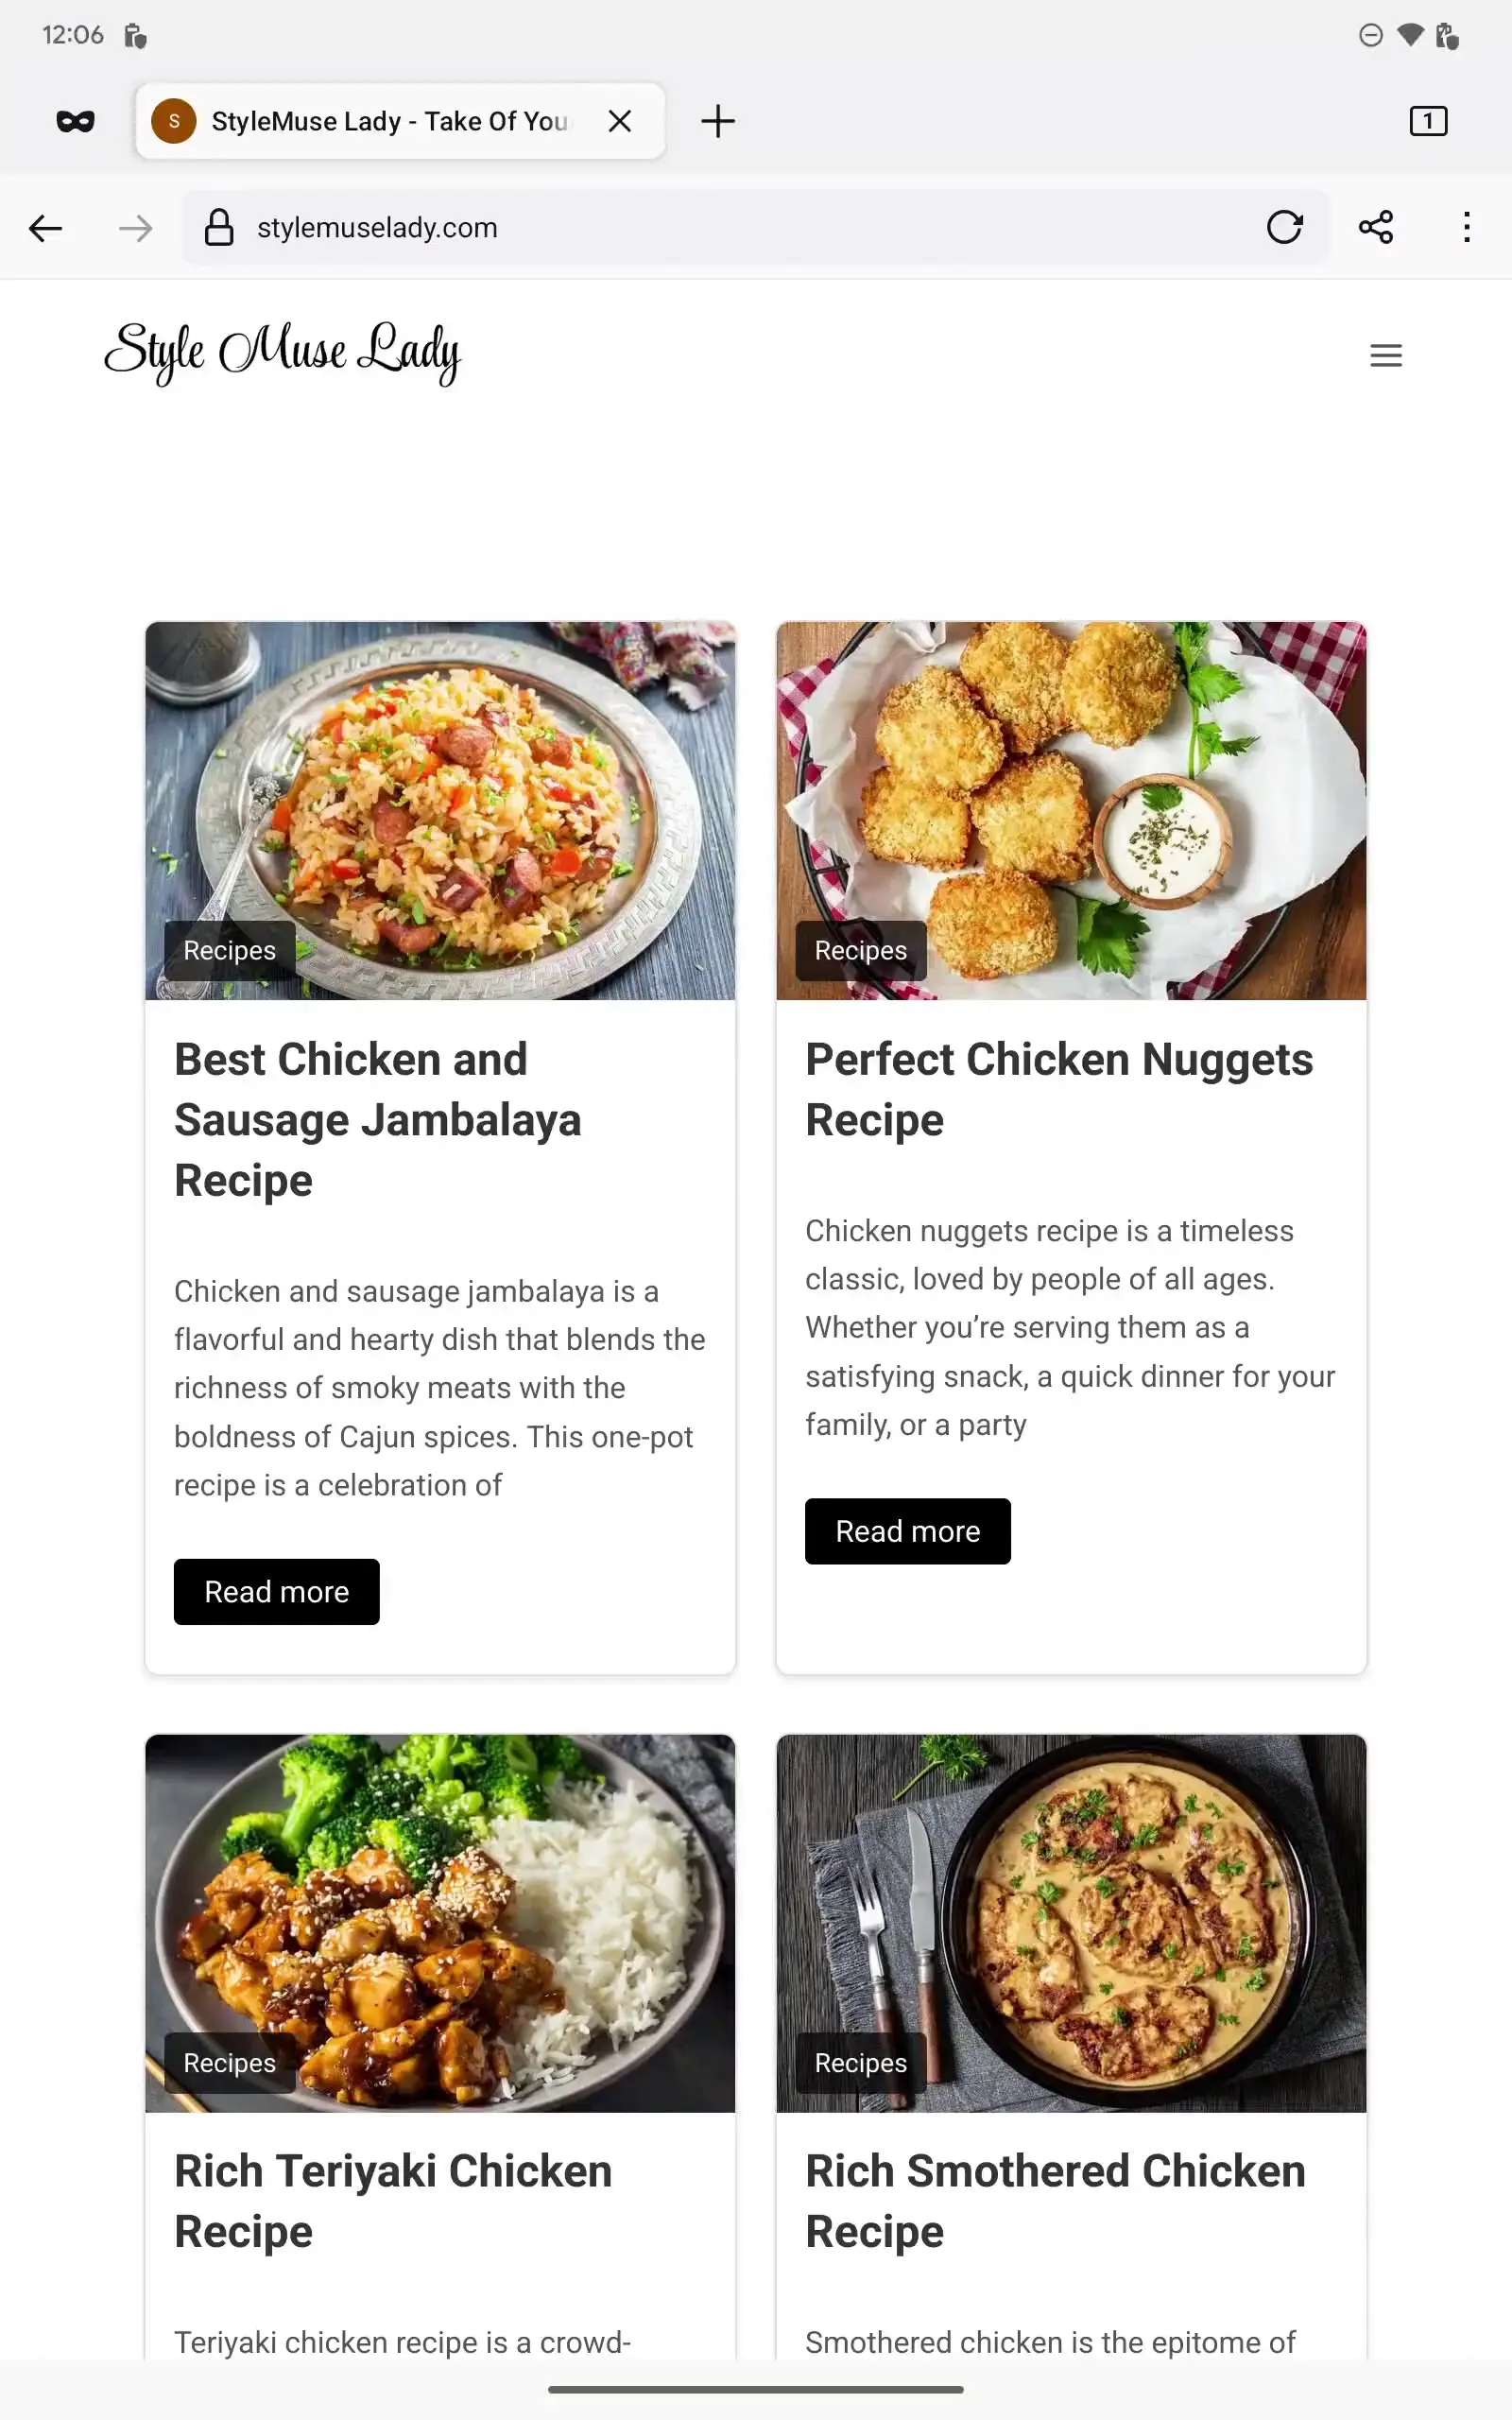 12:06
S StyleMuse Lady - Take Of You
1
stylemuselady.com
Style Muse Lady
Recipes
Best Chicken and
Sausage Jambalaya
Recipe
Chicken and sausage jambalaya is a
flavorful and hearty dish that blends the
richness of smoky meats with the
boldness of Cajun spices. This one-pot
recipe is a celebration of
Read more
Recipes
Perfect Chicken Nuggets
Recipe
Chicken nuggets recipe is a timeless
classic, loved by people of all ages.
Whether you’re serving them as a
satisfying snack, a quick dinner for your
family, or a party
Read more
Recipes
Rich Teriyaki Chicken
Recipe
Teriyaki chicken recipe is a crowd-
Recipes
Rich Smothered Chicken
Recipe
Smothered chicken is the epitome of